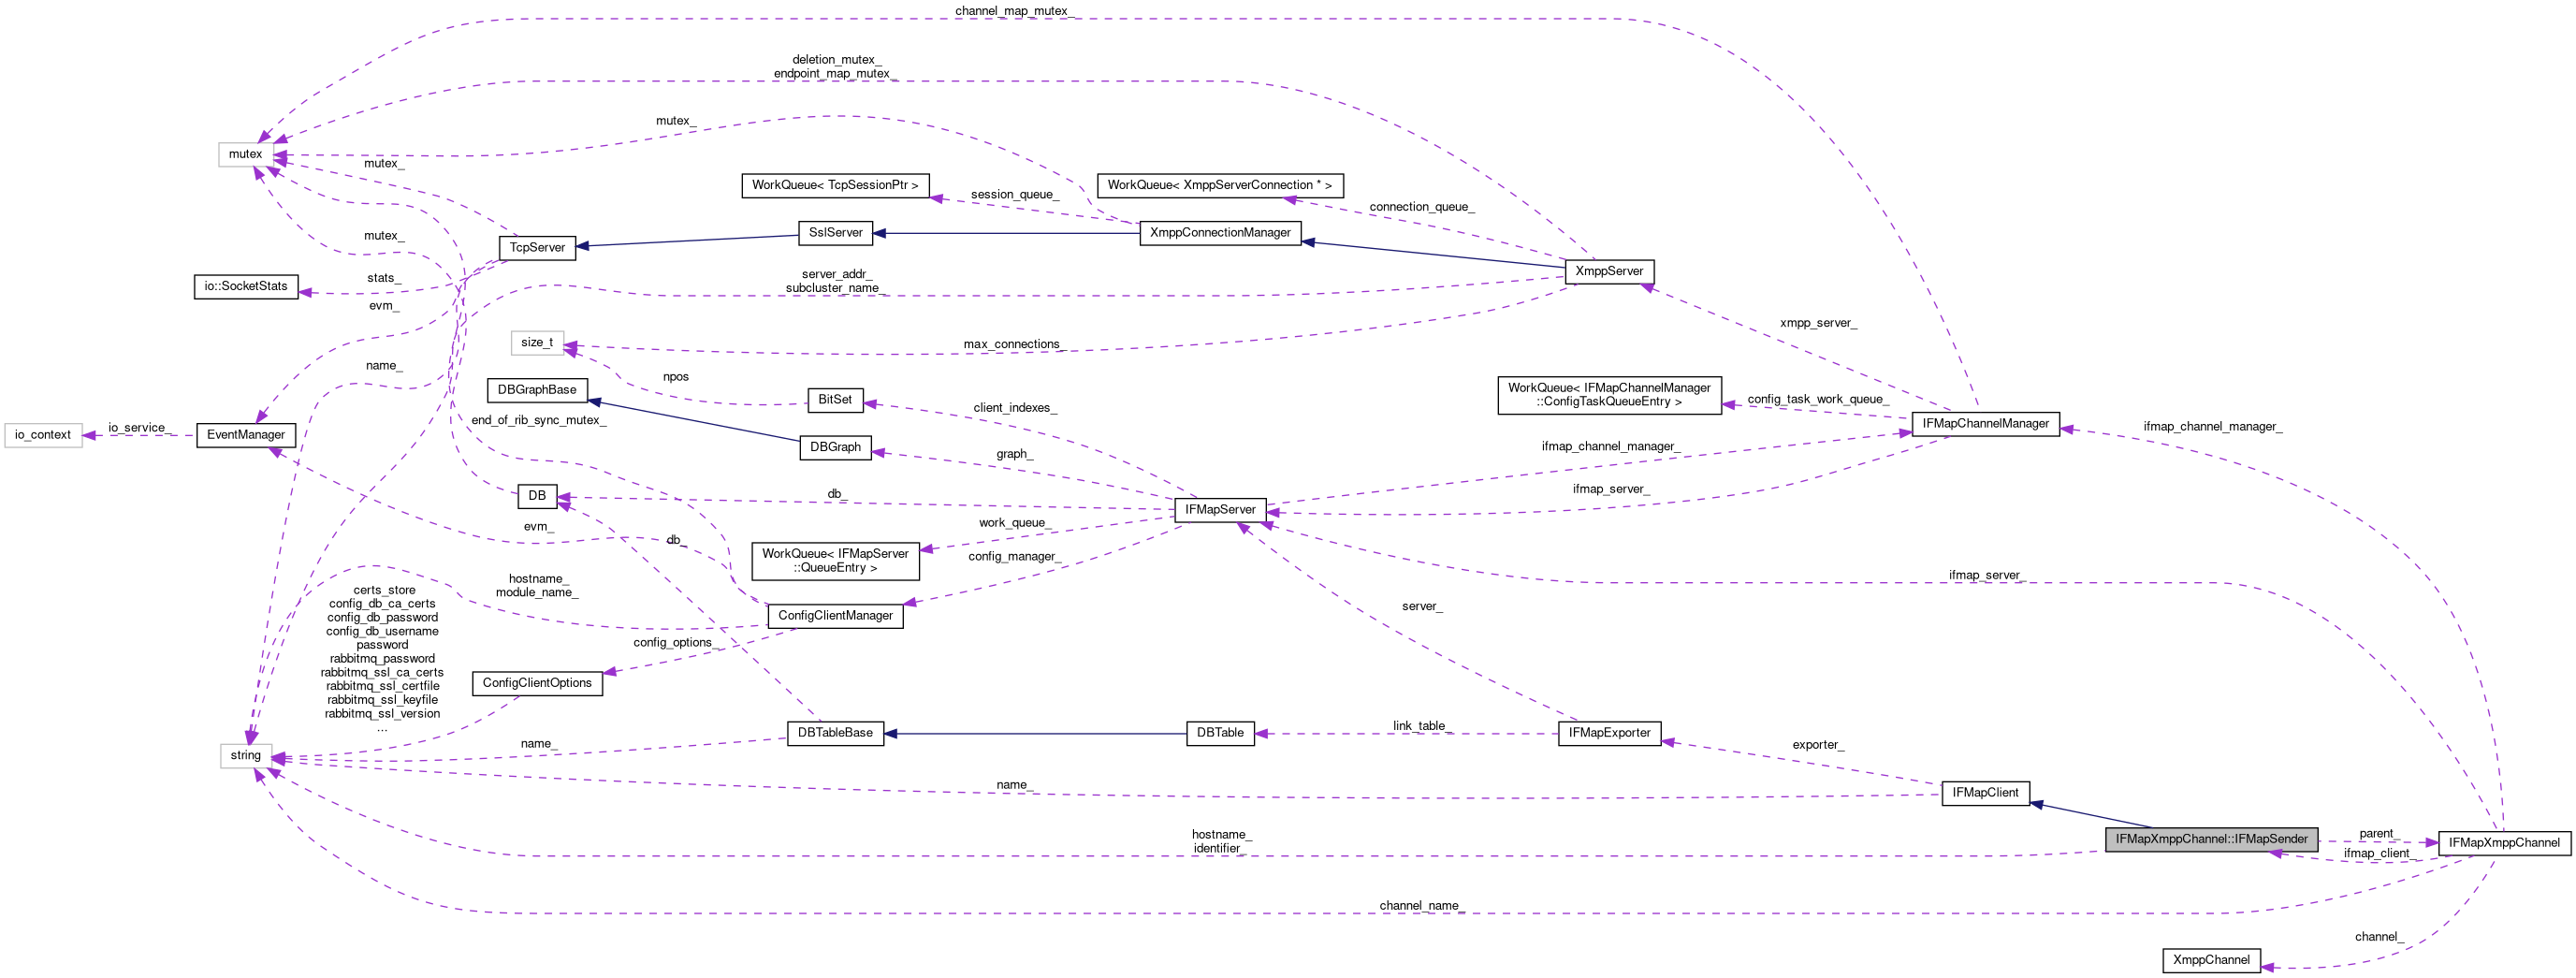 channel_map_mutex_
deletion_mutex_
endpoint_map_mutex_
mutex_
mutex
mutex_
WorkQueue< TcpSessionPtr >
session_queue_
WorkQueue< XmppServerConnection * >
connection_queue_
mutex_
TcpServer
SslServer
XmppConnectionManager
XmppServer
io::SocketStats
stats_
server_addr_
subcluster_name_
evm_
xmpp_server_
size_t
max_connections_
name_
npos
DBGraphBase
BitSet
client_indexes_
WorkQueue< IFMapChannelManager
::ConfigTaskQueueEntry >
config_task_work_queue_
IFMapChannelManager
ifmap_channel_manager_
io_context
io_service_
EventManager
end_of_rib_sync_mutex_
DBGraph
graph_
ifmap_channel_manager_
DB
db_
ifmap_server_
IFMapServer
evm_
db_
work_queue_
WorkQueue< IFMapServer
::QueueEntry >
config_manager_
ifmap_server_
hostname_
module_name_
server_
certs_store
config_db_ca_certs
config_db_password
config_db_username
password
rabbitmq_password
rabbitmq_ssl_ca_certs
rabbitmq_ssl_certfile
rabbitmq_ssl_keyfile
rabbitmq_ssl_version
...
ConfigClientManager
config_options_
ConfigClientOptions
string
name_
DBTableBase
DBTable
link_table_
IFMapExporter
exporter_
name_
IFMapClient
hostname_
identifier_
IFMapXmppChannel::IFMapSender
parent_
ifmap_client_
IFMapXmppChannel
channel_name_
channel_
XmppChannel